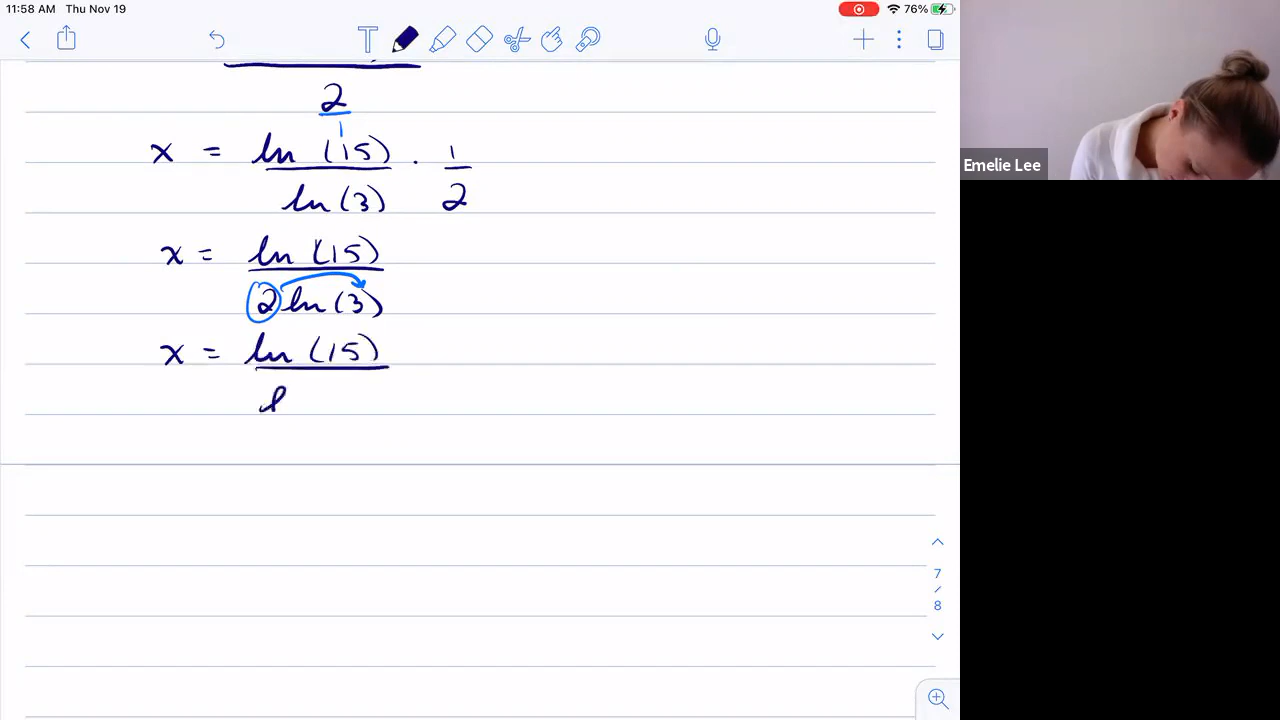 11:58 AM Thu Nov 19
76%
2
1
x = ln (15) · 1
ln (3) 2
x = ln (15)
2 ln (3)
x = ln (15)
l
Emelie Lee
7
/
8